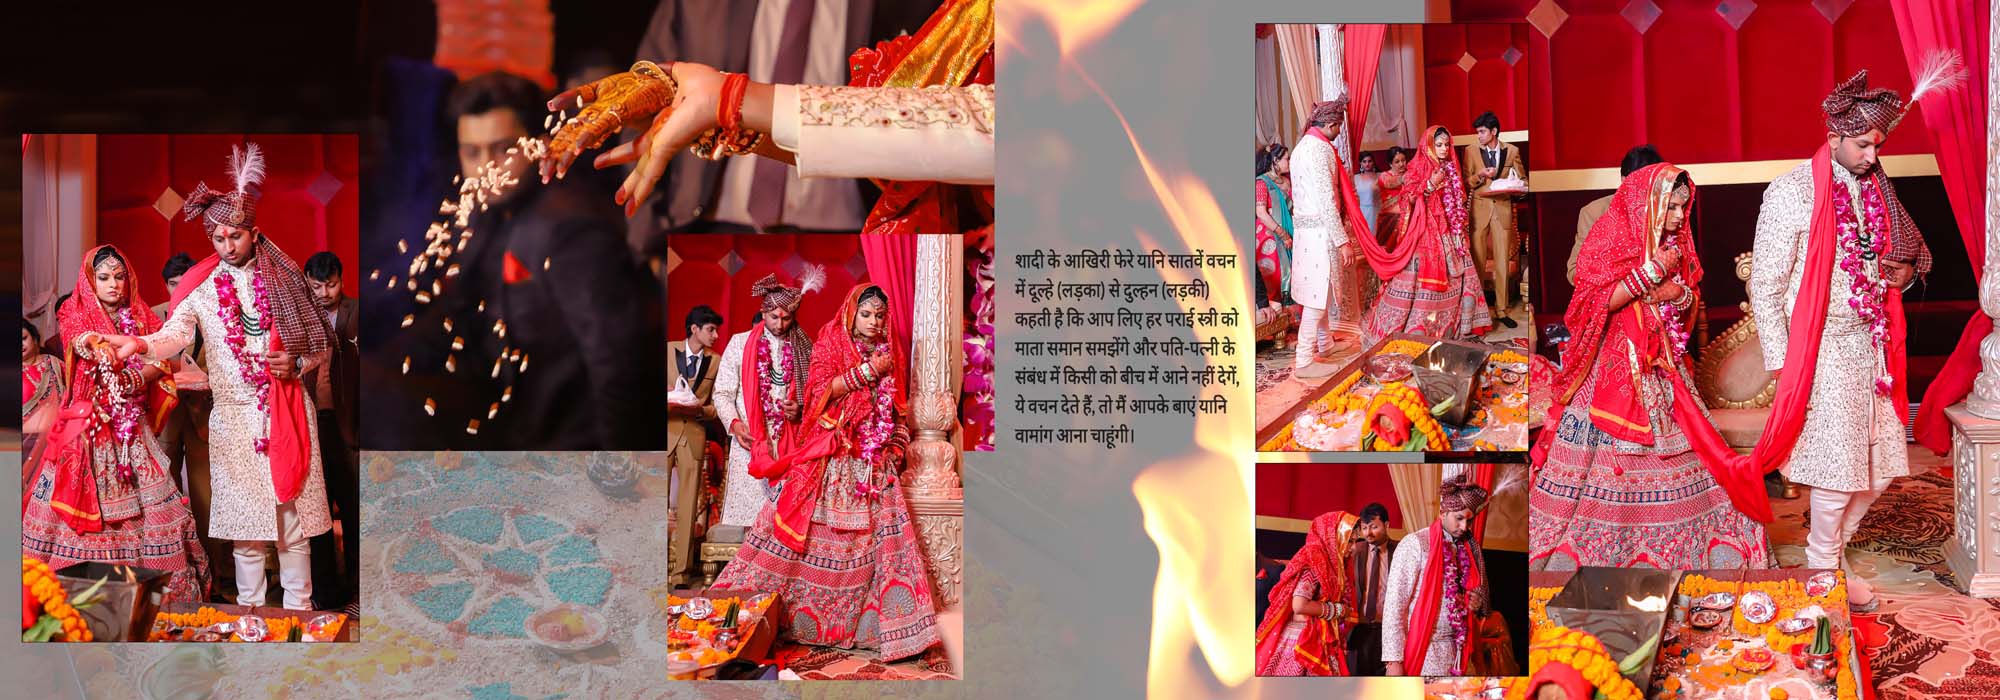 शादी के आखिरी फेरे यानि सातवें वचन
में दूल्हे (लड़का) से दुल्हन (लड़की)
कहती है कि आप लिए हर पराई स्त्री को
माता समान समझेंगे और पति-पत्नी के
संबंध में किसी को बीच में आने नहीं देगें,
ये वचन देते हैं, तो मैं आपके बाएं यानि
वामांग आना चाहूंगी।